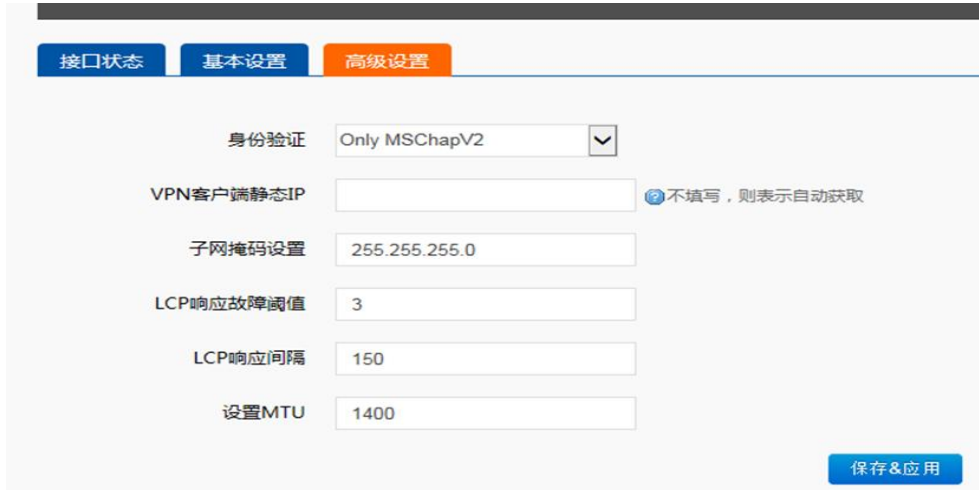 接口状态 基本设置 高级设置
身份验证 Only MSChapV2
VPN客户端静态IP 不填写，则表示自动获取
子网掩码设置 255.255.255.0
LCP响应故障阈值 3
LCP响应间隔 150
设置MTU 1400
保存&应用